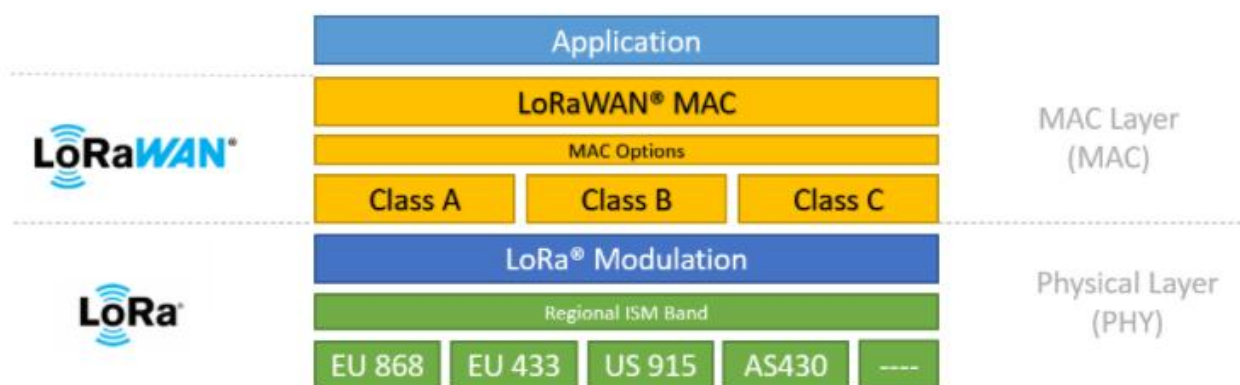 Application
LoRaWAN®
LoRaWAN® MAC
MAC Options
Class A Class B Class C
MAC Layer
(MAC)
LoRa®
LoRa® Modulation
Regional ISM Band
EU 868 EU 433 US 915 AS430 ----
Physical Layer
(PHY)